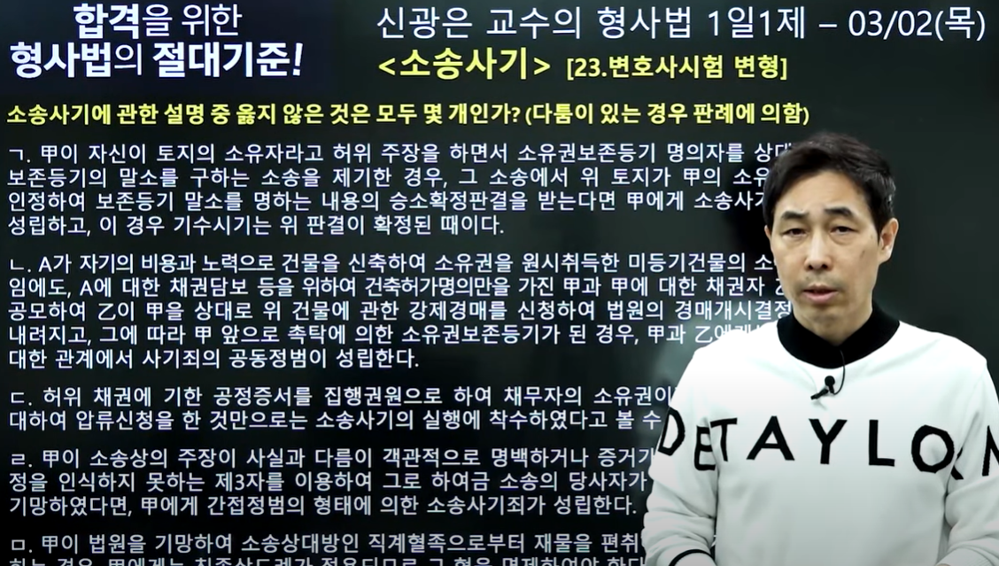 합격을 위한
형사법의 절대기준!
신광은 교수의 형사법 1일1제 – 03/02(목)
<소송사기> [23.변호사시험 변형]
소송사기에 관한 설명 중 옳지 않은 것은 모두 몇 개인가? (다툼이 있는 경우 판례에 의함)
ㄱ. 甲이 자신이 토지의 소유자라고 허위 주장을 하면서 소유권보존등기 명의자를 상대
보존등기의 말소를 구하는 소송을 제기한 경우, 그 소송에서 위 토지가 甲의 소유
인정하여 보존등기 말소를 명하는 내용의 승소확정판결을 받는다면 甲에게 소송사기
성립하고, 이 경우 기수시기는 위 판결이 확정된 때이다.
ㄴ. A가 자기의 비용과 노력으로 건물을 신축하여 소유권을 원시취득한 미등기건물의 소
임에도, A에 대한 채권담보 등을 위하여 건축허가명의만을 가진 甲과 甲에 대한 채권자
공모하여 乙이 甲을 상대로 위 건물에 관한 강제경매를 신청하여 법원의 경매개시결정
내려지고, 그에 따라 甲 앞으로 촉탁에 의한 소유권보존등기가 된 경우, 甲과
대한 관계에서 사기죄의 공동정범이 성립한다.
ㄷ. 허위 채권에 기한 공정증서를 집행권원으로 하여 채무자의 소유권이
대하여 압류신청을 한 것만으로는 소송사기의 실행에 착수하였다고 볼 수
ㄹ. 甲이 소송상의 주장이 사실과 다름이 객관적으로 명백하거나 증거가
정을 인식하지 못하는 제3자를 이용하여 그로 하여금 소송의 당사자가
기망하였다면, 甲에게 간접정범의 형태에 의한 소송사기죄가 성립한다.
ㅁ. 甲이 법원을 기망하여 소송상대방인 직계혈족으로부터 재물을 편취
하는 경우, 甲에게는 친족상도례가 적용되므로 그 형을 면제하여야 한다
DETAYLOR